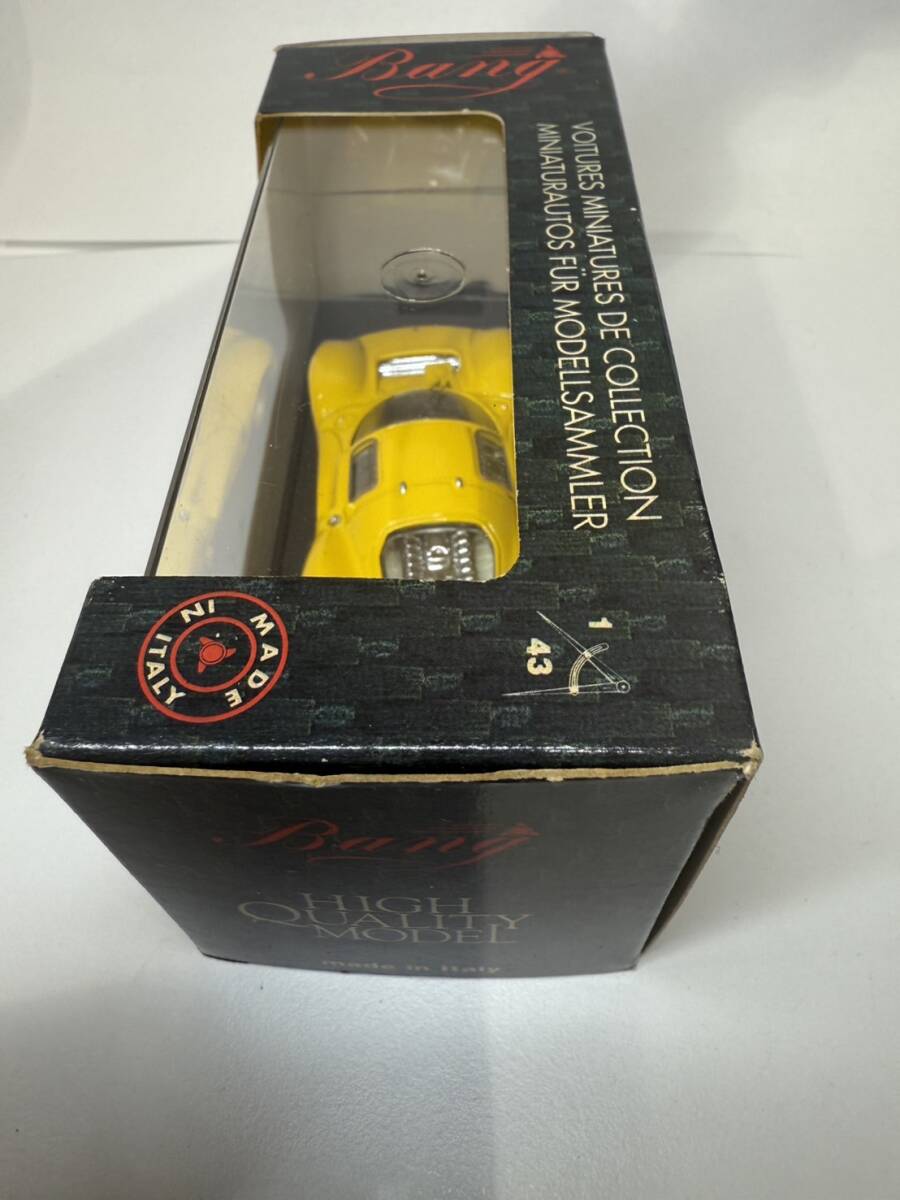 Bang
VOITURES MINIATURES DE COLLECTION
MINIATURAUTOS FÜR MODELLSAMMLER
MADE IN ITALY
1
43
Bang
HIGH
QUALITY
MODEL
made in italy